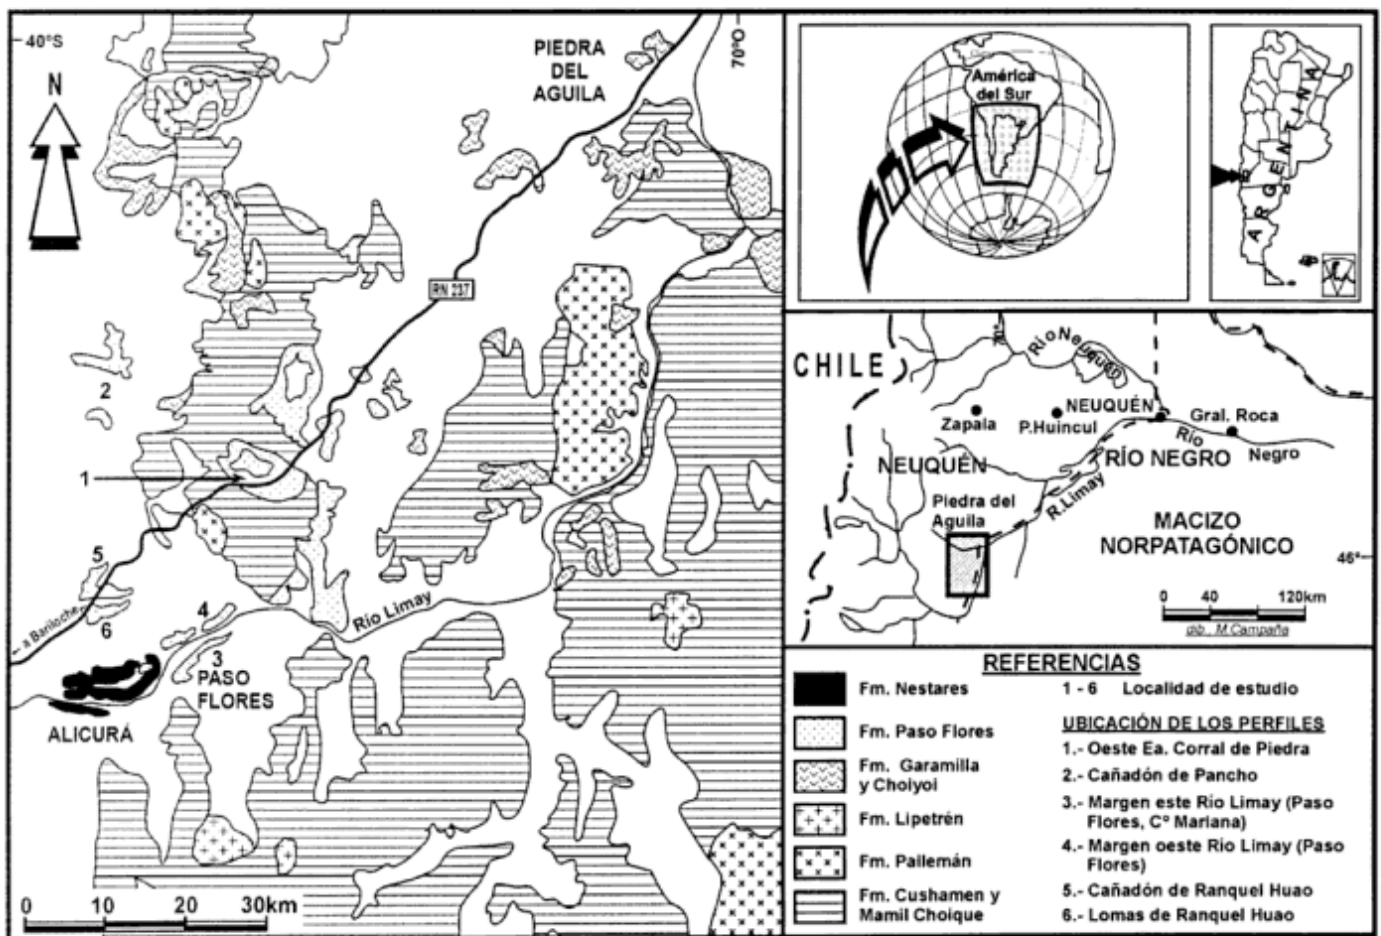 40°S
N
PIEDRA
DEL
AGUILA
70°O
RN 237
2
1
5
6
4
3
PASO
FLORES
Río Limay
← a Bariloche
ALICURÁ
0 10 20 30km
América
del Sur
ARGENTINA
CHILE
70°
Río Neuquén
Zapala
P.Huincul
NEUQUÉN
Gral. Roca
Río
Negro
NEUQUÉN
RÍO NEGRO
R.Limay
Piedra del
Aguila
MACIZO
NORPATAGÓNICO
46°
0 40 80 120km
dib., M.Campaña
REFERENCIAS
Fm. Nestares
Fm. Paso Flores
Fm. Garamilla
y Choiyoi
Fm. Lipetrén
Fm. Pailemán
Fm. Cushamen y
Mamil Choique
1 - 6 Localidad de estudio
UBICACIÓN DE LOS PERFILES
1.- Oeste Ea. Corral de Piedra
2.- Cañadón de Pancho
3.- Margen este Río Limay (Paso
Flores, Cº Mariana)
4.- Margen oeste Río Limay (Paso
Flores)
5.- Cañadón de Ranquel Huao
6.- Lomas de Ranquel Huao